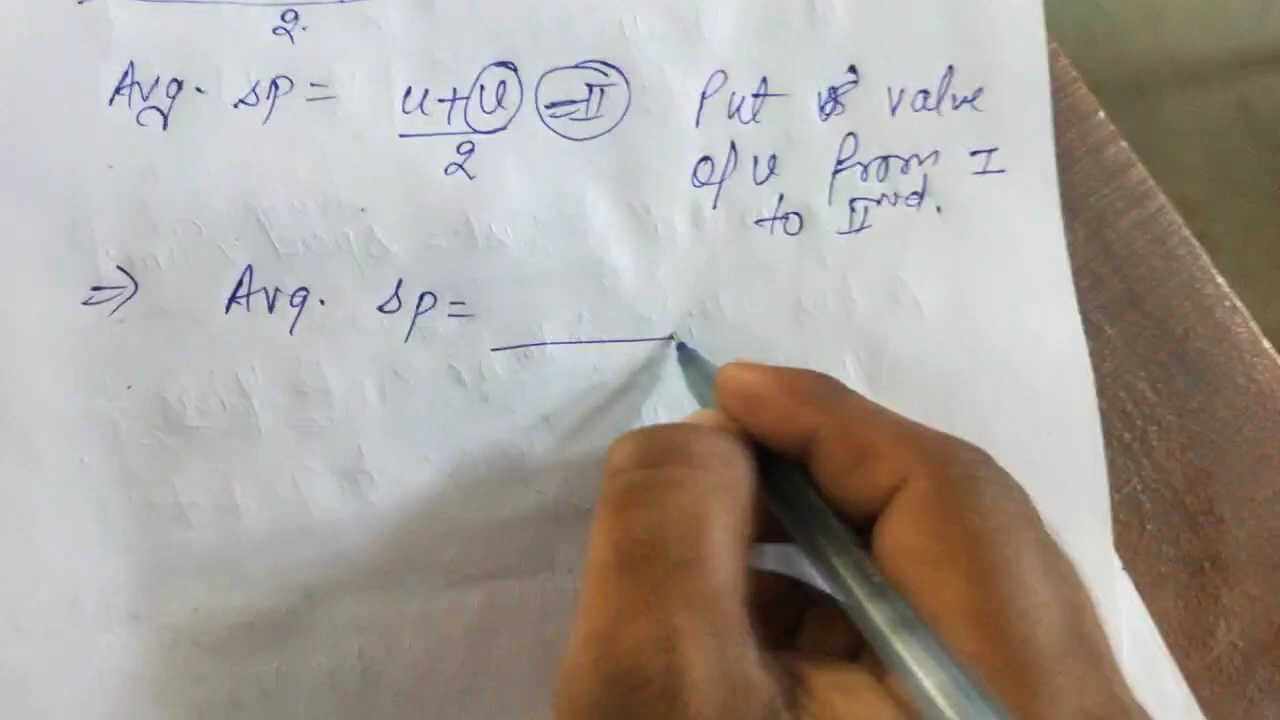 2.
Avg. sp = u+v =II
2
Put value
of v from I
to IInd.
⇒ Avg. sp =